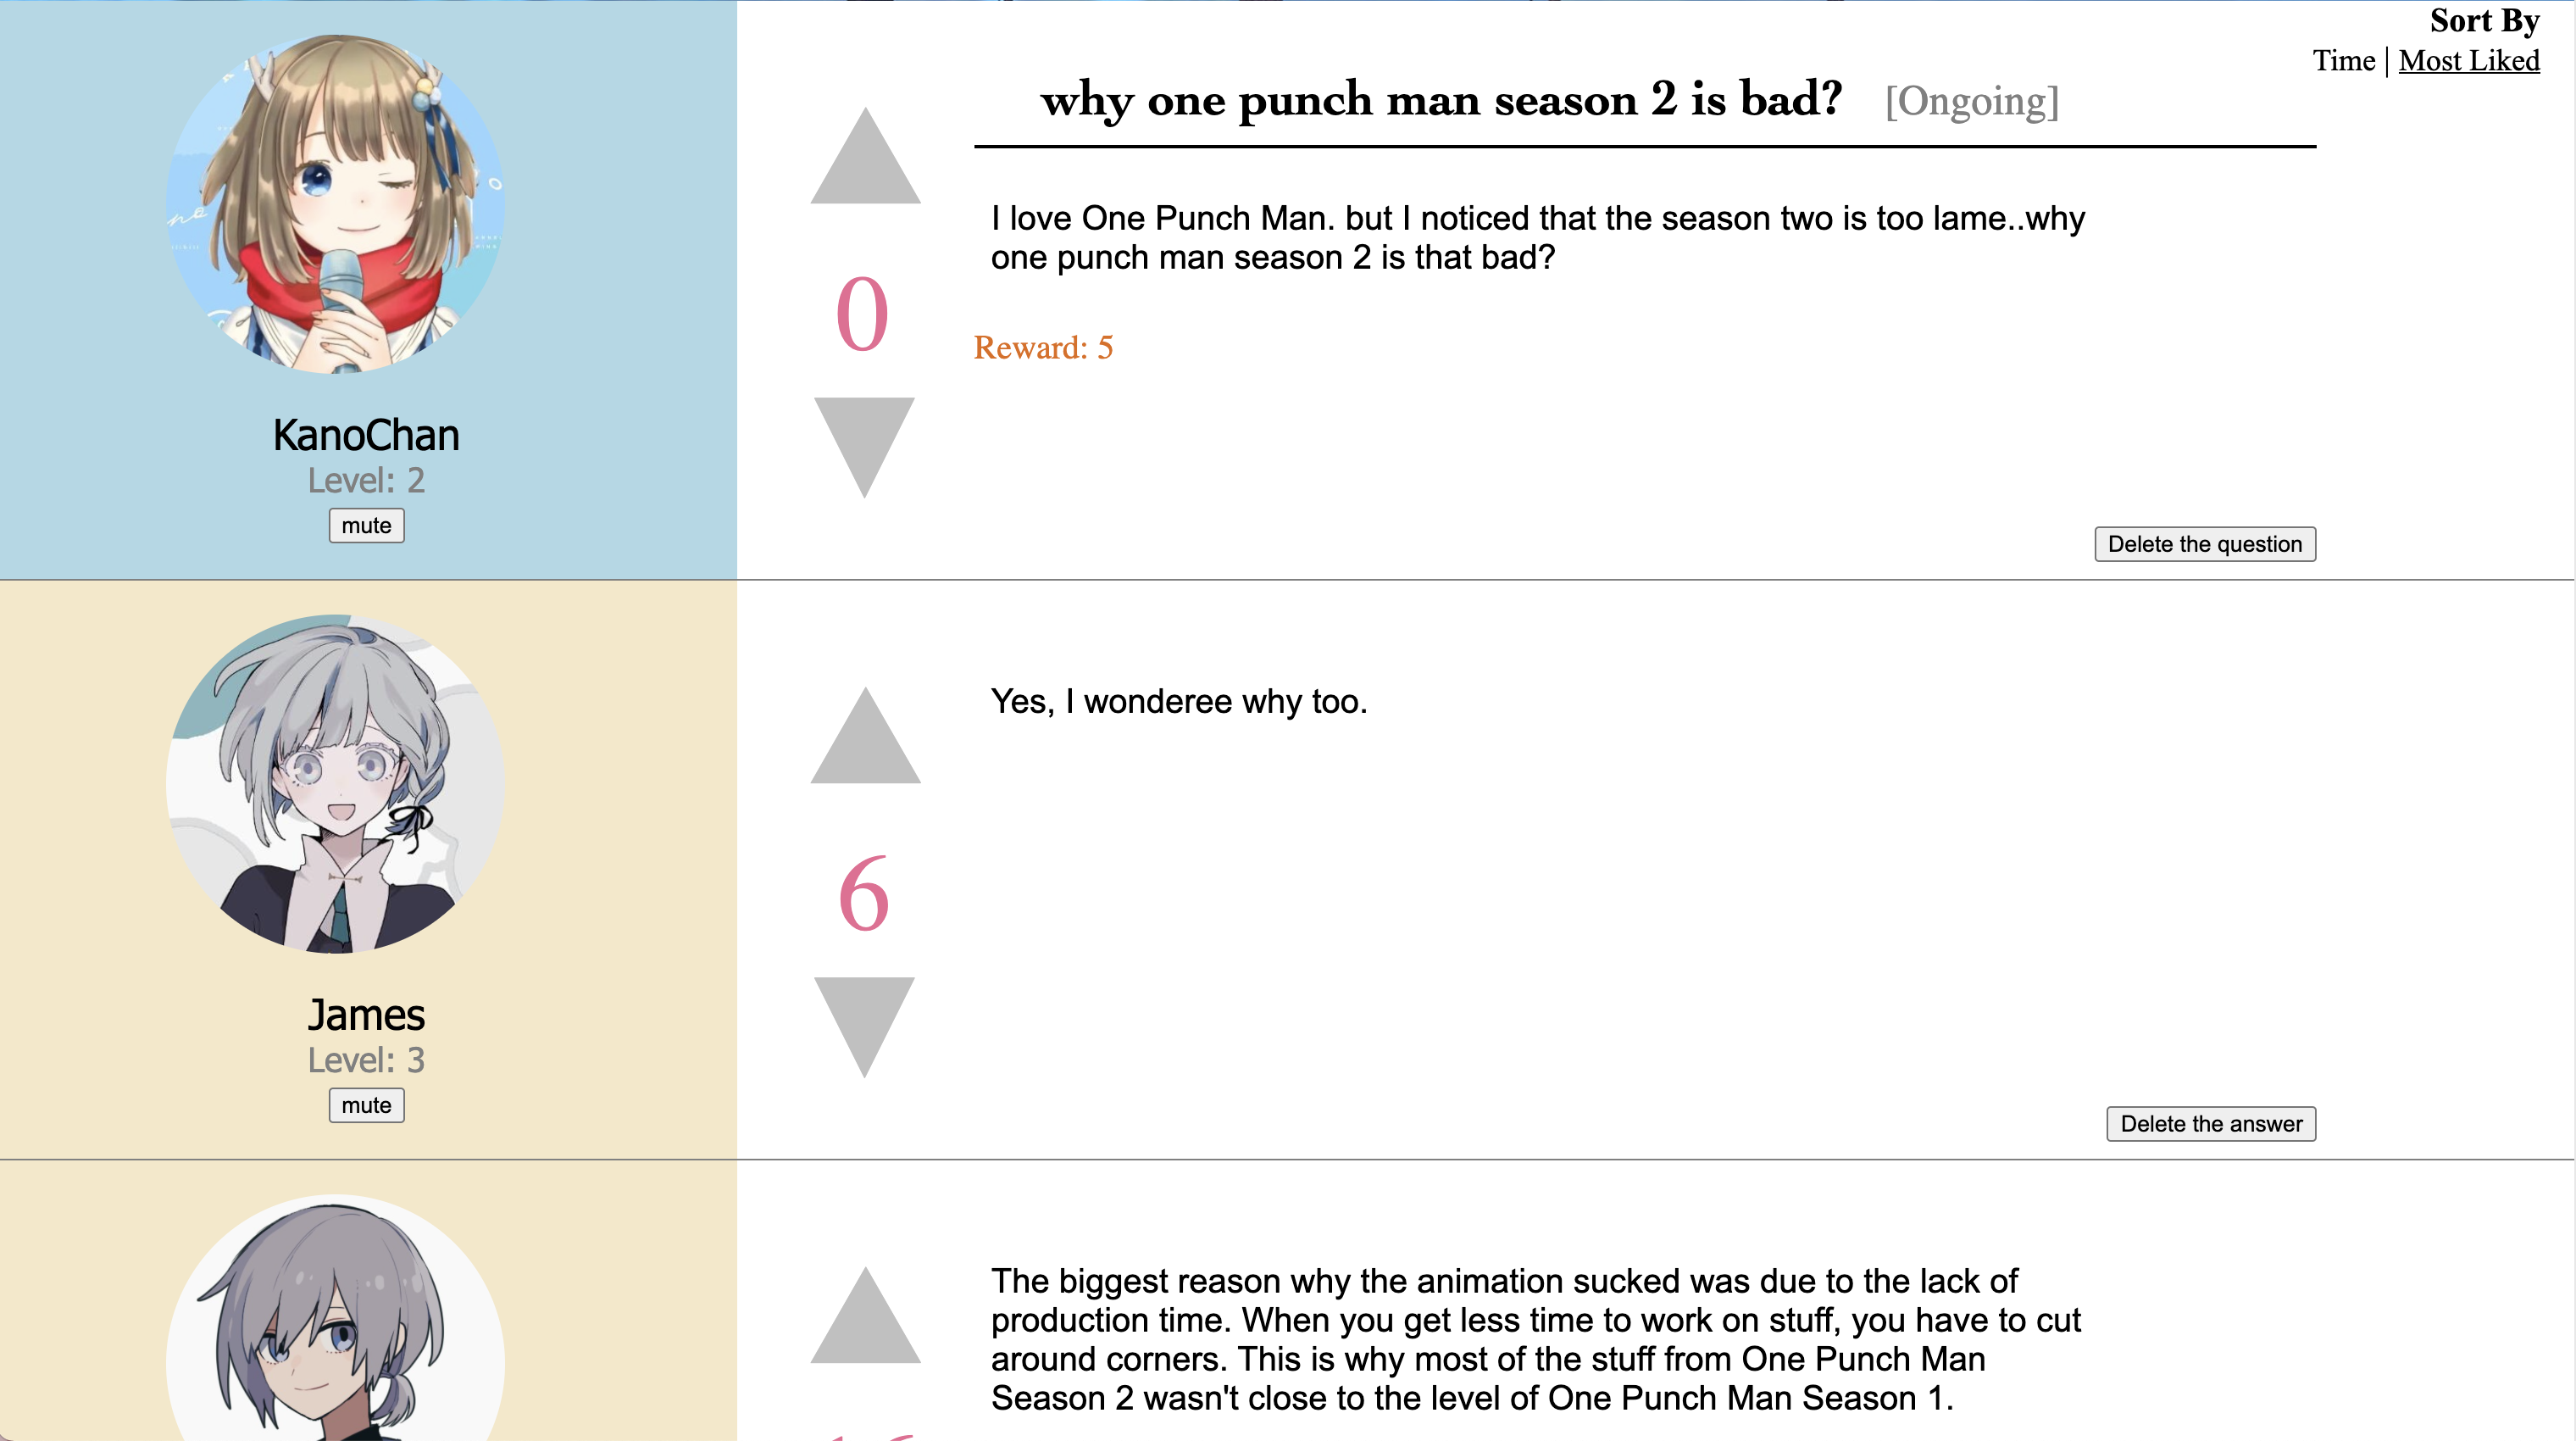 Sort By
Time | Most Liked
why one punch man season 2 is bad? [Ongoing]
I love One Punch Man. but I noticed that the season two is too lame..why
one punch man season 2 is that bad?
0
Reward: 5
KanoChan
Level: 2
mute
Delete the question
Yes, I wonderee why too.
6
James
Level: 3
mute
Delete the answer
The biggest reason why the animation sucked was due to the lack of
production time. When you get less time to work on stuff, you have to cut
around corners. This is why most of the stuff from One Punch Man
Season 2 wasn't close to the level of One Punch Man Season 1.